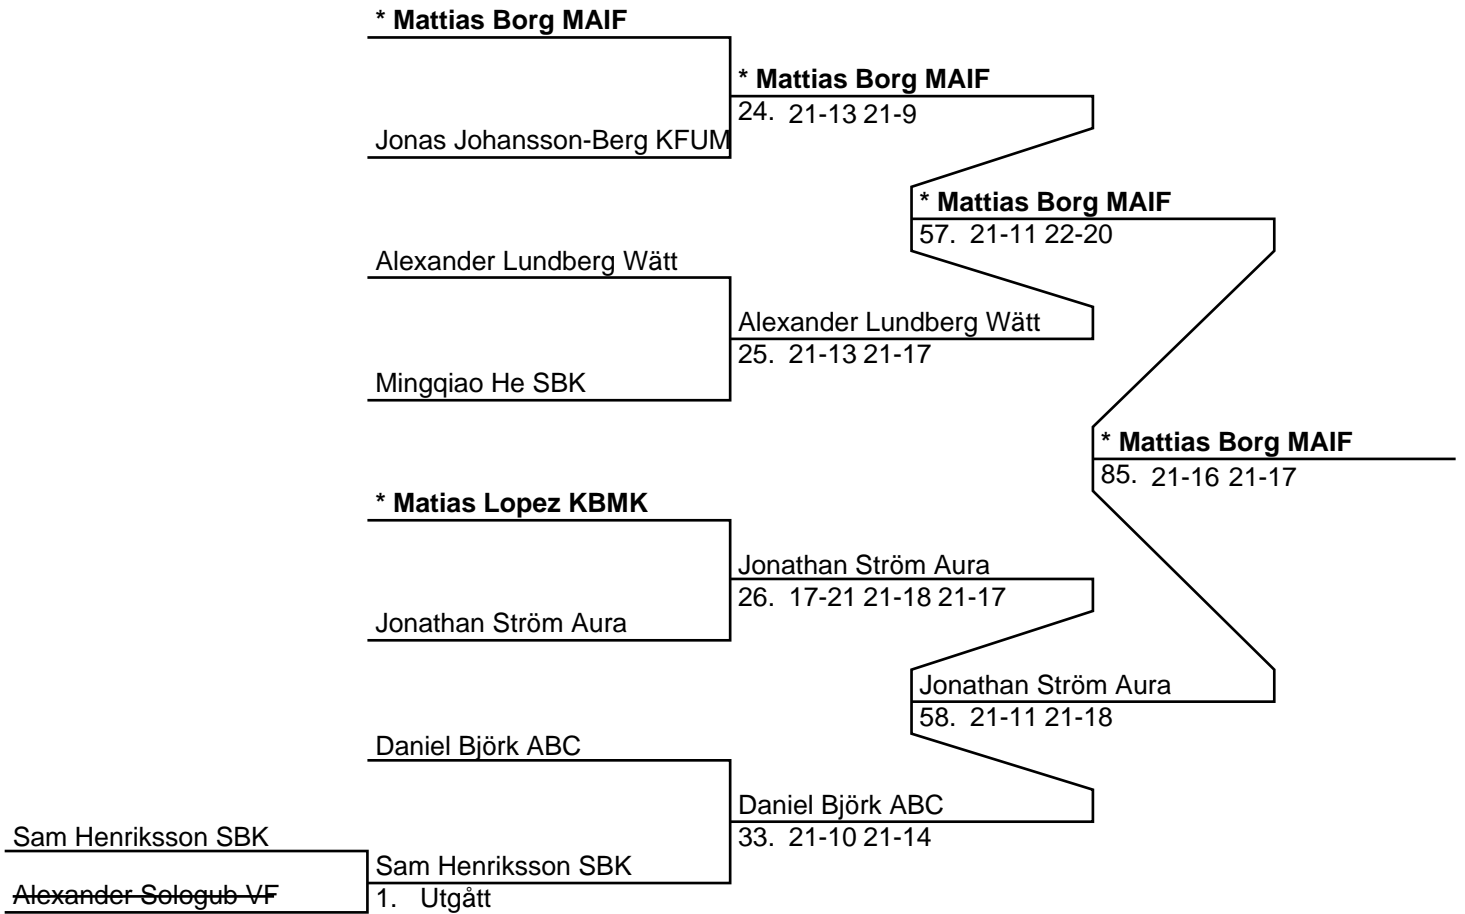 * Mattias Borg MAIF
* Mattias Borg MAIF
24. 21-13 21-9
Jonas Johansson-Berg KFUM
* Mattias Borg MAIF
57. 21-11 22-20
Alexander Lundberg Wätt
Alexander Lundberg Wätt
25. 21-13 21-17
Mingqiao He SBK
* Mattias Borg MAIF
85. 21-16 21-17
* Matias Lopez KBMK
Jonathan Ström Aura
26. 17-21 21-18 21-17
Jonathan Ström Aura
Jonathan Ström Aura
58. 21-11 21-18
Daniel Björk ABC
Daniel Björk ABC
33. 21-10 21-14
Sam Henriksson SBK
Sam Henriksson SBK
Alexander Sologub VF
1. Utgått